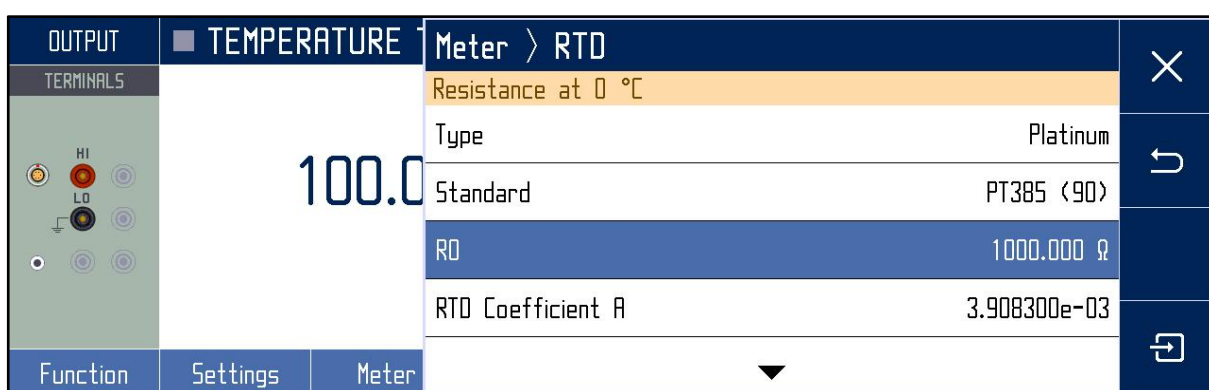 OUTPUT
TERMINALS
HI
LO
Function
TEMPERATURE
100.0
Settings
Meter
Meter 〉 RTD
Resistance at 0 °C
Type Platinum
Standard PT385 (90)
R0 1000.000 Ω
RTD Coefficient A 3.908300e-03